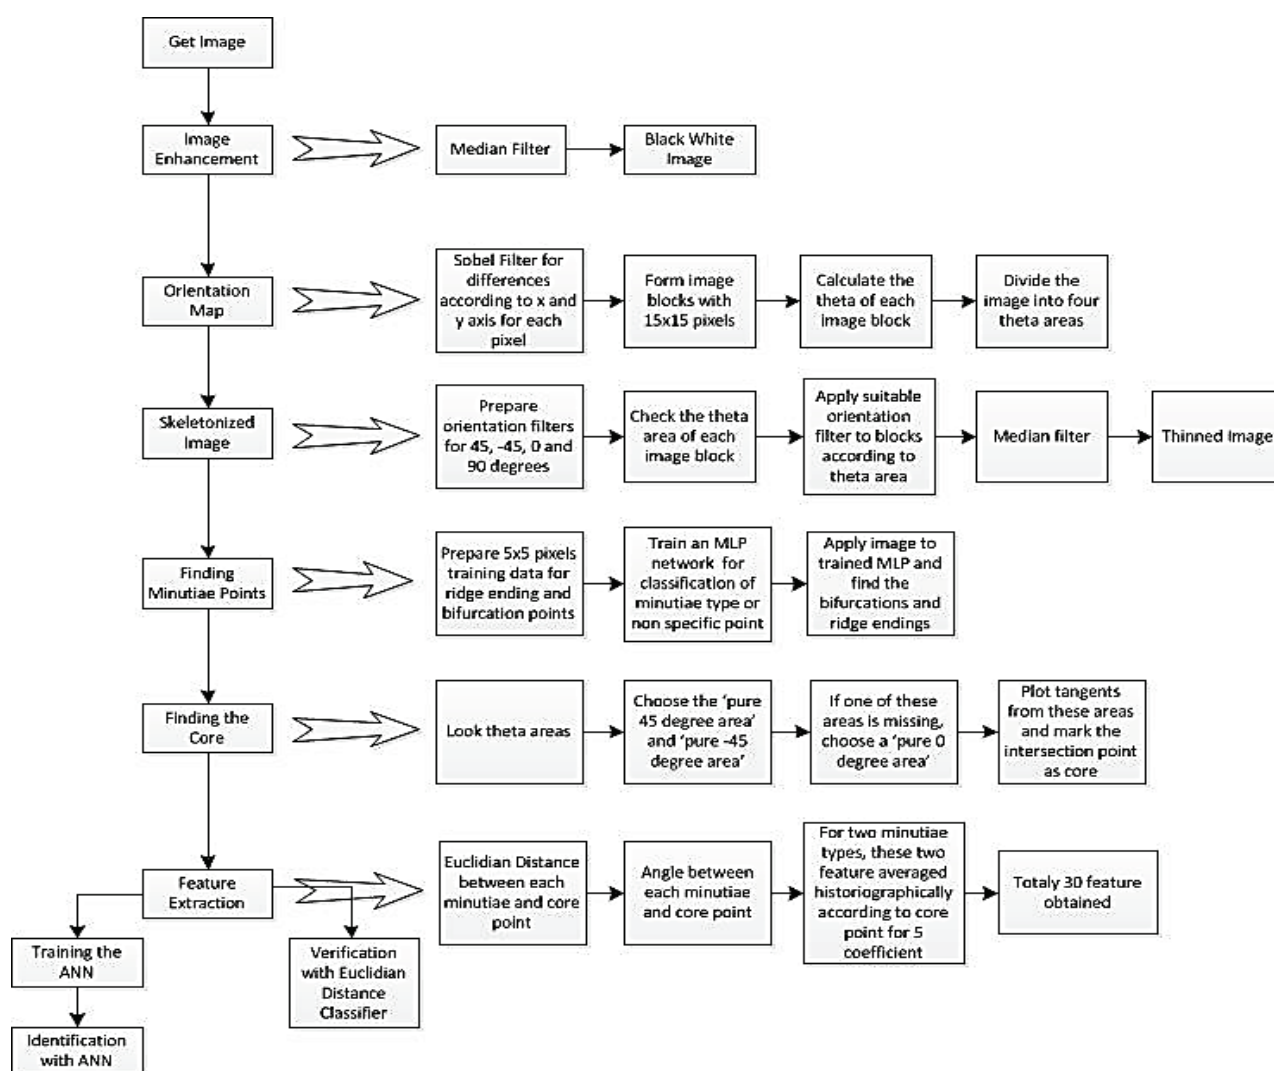 Get Image
Image
Enhancement
Median Filter
Black White
Image
Orientation
Map
Sobel Filter for
differences
according to x and
y axis for each
pixel
Form image
blocks with
15x15 pixels
Calculate the
theta of each
image block
Divide the
image into four
theta areas
Skeletonized
Image
Prepare
orientation filters
for 45, -45, 0 and
90 degrees
Check the theta
area of each
image block
Apply suitable
orientation
filter to blocks
according to
theta area
Median filter
Thinned Image
Finding
Minutiae Points
Prepare 5x5 pixels
training data for
ridge ending and
bifurcation points
Train an MLP
network for
classification of
minutiae type or
non specific point
Apply image to
trained MLP and
find the
bifurcations and
ridge endings
Finding the
Core
Look theta areas
Choose the ‘pure
45 degree area’
and ‘pure -45
degree area’
If one of these
areas is missing,
choose a ‘pure 0
degree area’
Plot tangents
from these areas
and mark the
intersection point
as core
Feature
Extraction
Euclidian Distance
between each
minutiae and core
point
Angle between
each minutiae
and core point
For two minutiae
types, these two
feature averaged
historiographically
according to core
point for 5
coefficient
Totaly 30 feature
obtained
Training the
ANN
Verification
with Euclidian
Distance
Classifier
Identification
with ANN